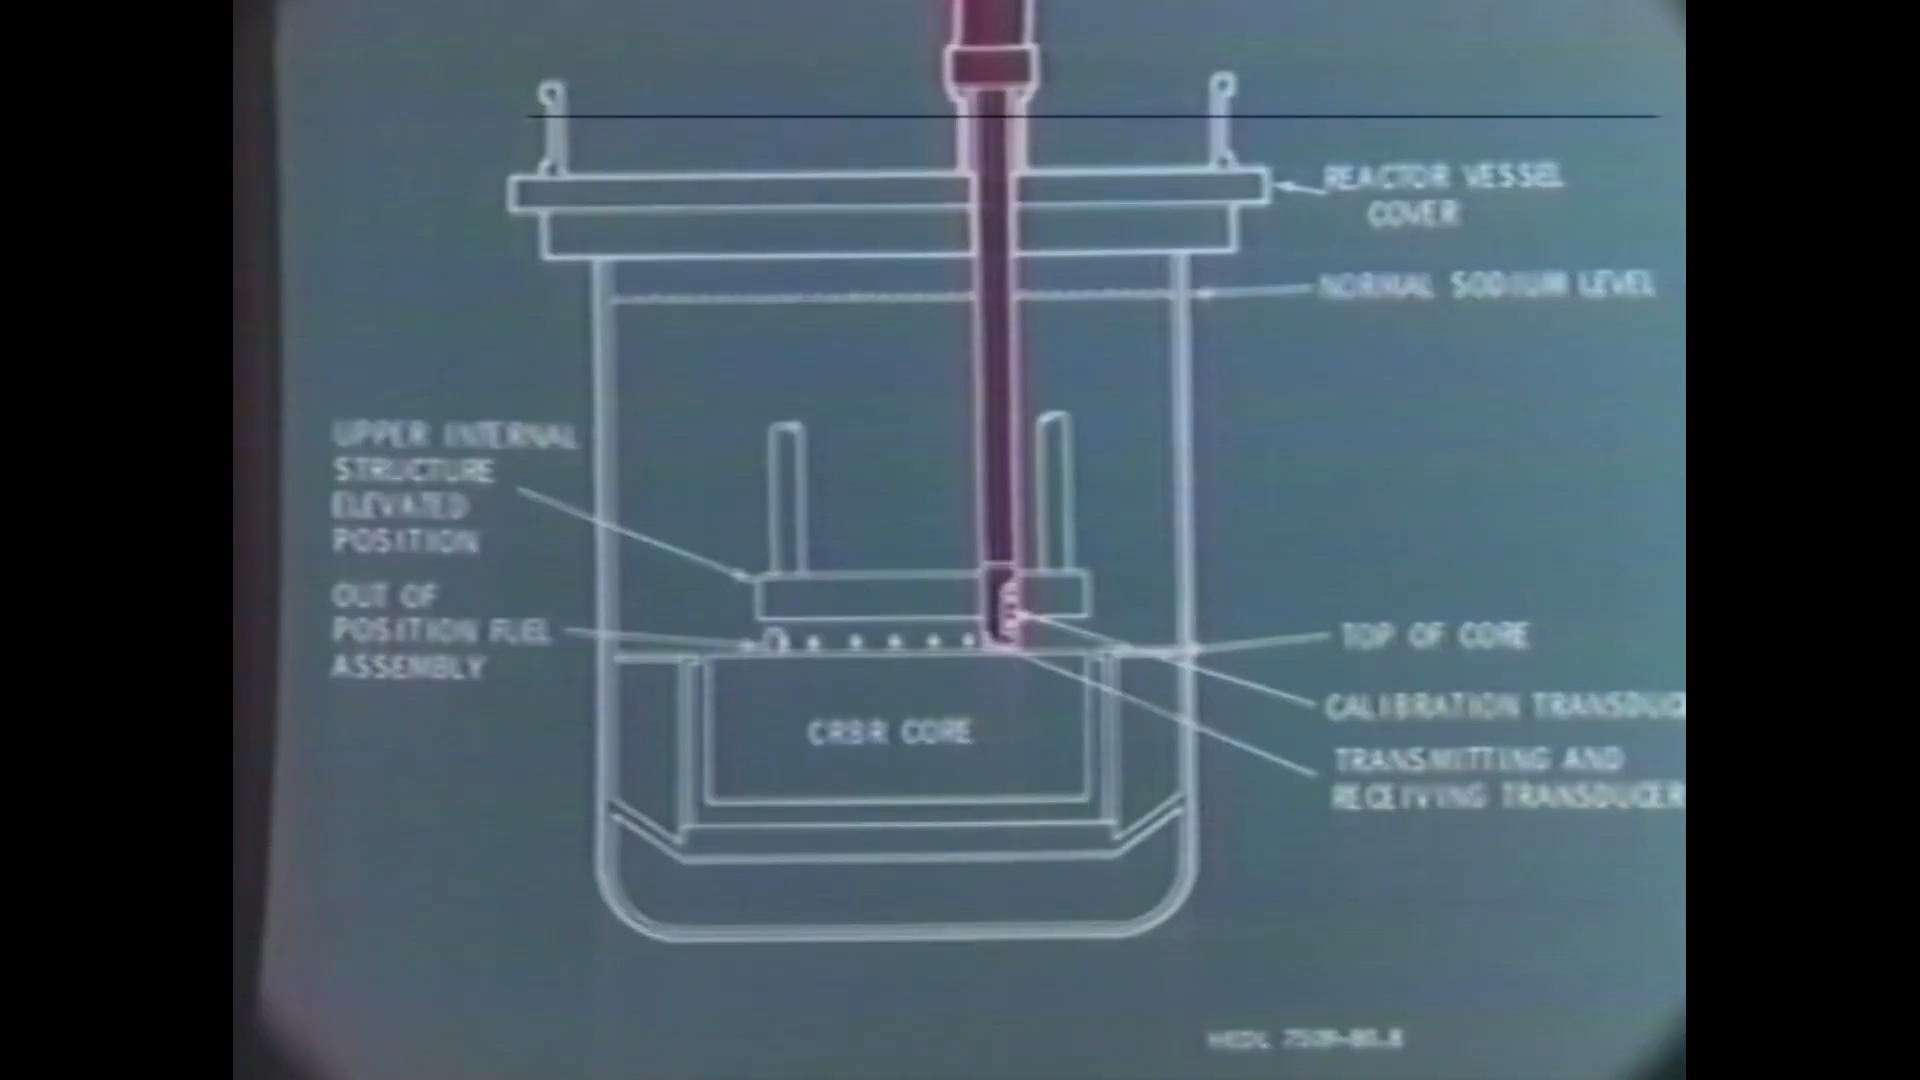 REACTOR VESSEL
COVER
NORMAL SODIUM LEVEL
UPPER INTERNAL
STRUCTURE
ELEVATED
POSITION
OUT OF
POSITION FUEL
ASSEMBLY
TOP OF CORE
CALIBRATION TRANSDUC
CRBR CORE
TRANSMITTING AND
RECEIVING TRANSDUCER
HEDL